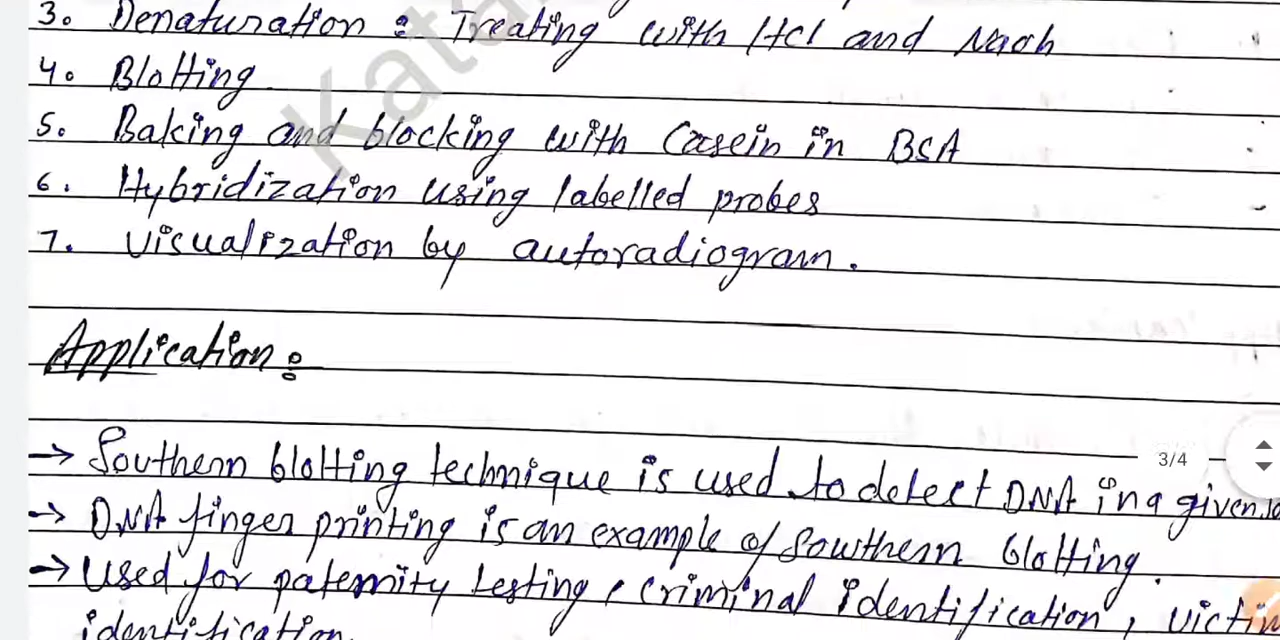 3. Denaturation : Treating with Hcl and Naoh
4. Blotting
5. Baking and blocking with Casein in BSA
6. Hybridization using labelled probes
7. Visualization by autoradiogram.
Application :
→ Southern blotting technique is used to detect DNA in a given
3/4
→ DNA finger printing is an example of Southern blotting.
→ Used for paternity testing, Criminal identification, victim
identification.
Kata